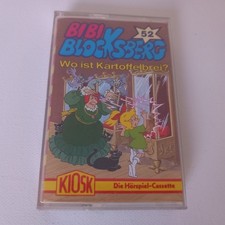 BIBI
BLOCKSBERG
52
Wo ist Kartoffelbrei?
KIOSK
Die Hörspiel-Cassette